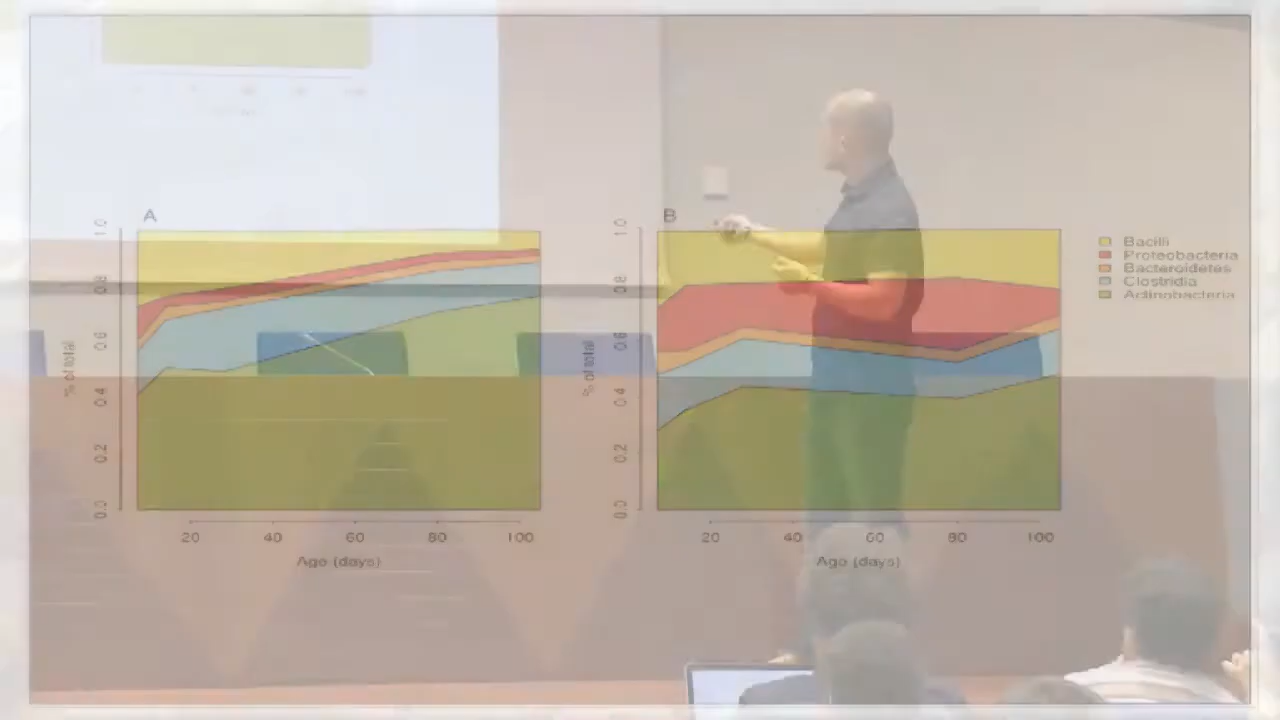 A
B
1.0
0.8
0.6
0.4
0.2
0.0
% of total
20 40 60 80 100
Age (days)
1.0
0.8
0.6
0.4
0.2
0.0
% of total
20 40 60 80 100
Age (days)
Bacilli
Proteobacteria
Bacteroidetes
Clostridia
Actinobacteria